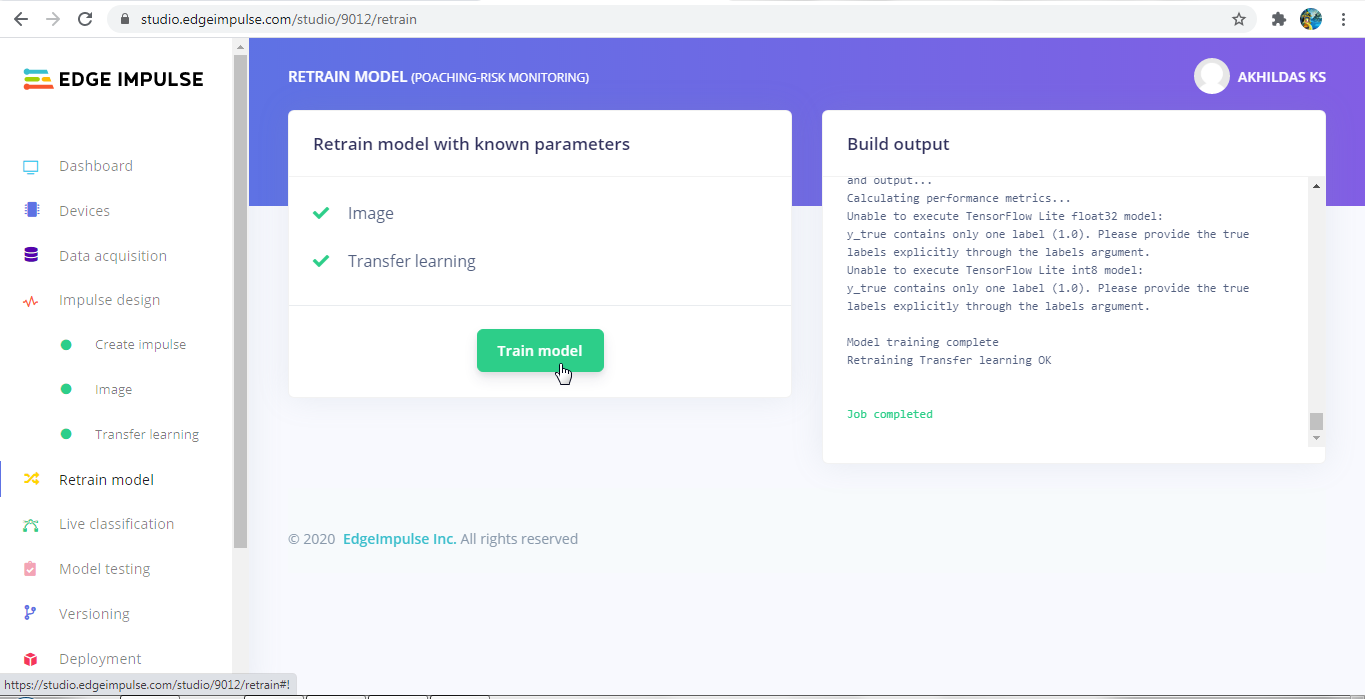 studio.edgeimpulse.com/studio/9012/retrain
EDGE IMPULSE
Dashboard
Devices
Data acquisition
Impulse design
Create impulse
Image
Transfer learning
Retrain model
Live classification
Model testing
Versioning
Deployment
RETRAIN MODEL (POACHING-RISK MONITORING)
AKHILDAS KS
Retrain model with known parameters
Image
Transfer learning
Train model
Build output
and output...
Calculating performance metrics...
Unable to execute TensorFlow Lite float32 model:
y_true contains only one label (1.0). Please provide the true
labels explicitly through the labels argument.
Unable to execute TensorFlow Lite int8 model:
y_true contains only one label (1.0). Please provide the true
labels explicitly through the labels argument.
Model training complete
Retraining Transfer learning OK
Job completed
© 2020 EdgeImpulse Inc. All rights reserved
https://studio.edgeimpulse.com/studio/9012/retrain#!